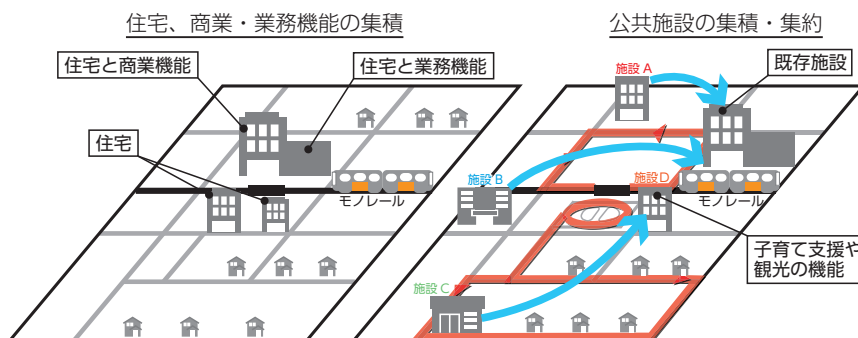 住宅、商業・業務機能の集積
住宅と商業機能
住宅と業務機能
住宅
モノレール
公共施設の集積・集約
施設 A
既存施設
施設 B
施設 D
モノレール
子育て支援や
観光の機能
施設 C